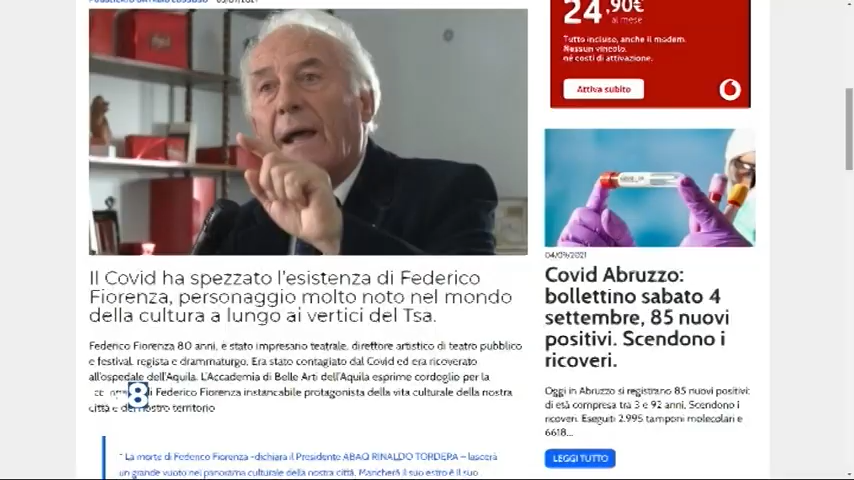 24,90€
al mese
Tutto incluso, anche il modem.
Nessun vincolo,
né costi di attivazione.
Attiva subito
Il Covid ha spezzato l'esistenza di Federico
Fiorenza, personaggio molto noto nel mondo
della cultura a lungo ai vertici del Tsa.
Federico Fiorenza 80 anni, è stato impresario teatrale, direttore artistico di teatro pubblico
e festival, regista e drammaturgo. Era stato contagiato dal Covid ed era ricoverato
all'ospedale dell'Aquila. L'Accademia di Belle Arti dell'Aquila esprime cordoglio per la
di Federico Fiorenza instancabile protagonista della vita culturale della nostra
città e del nostro territorio
8
" La morte di Federico Fiorenza -dichiara il Presidente ABAQ RINALDO TORDERA – lascerà
un grande vuoto nel panorama culturale della nostra città. Mancherà il suo estro e il suo
04/09/2021
Covid Abruzzo:
bollettino sabato 4
settembre, 85 nuovi
positivi. Scendono i
ricoveri.
Oggi in Abruzzo si registrano 85 nuovi positivi:
di età compresa tra 3 e 92 anni. Scendono i
ricoveri. Eseguiti 2.995 tamponi molecolari e
6618...
LEGGI TUTTO